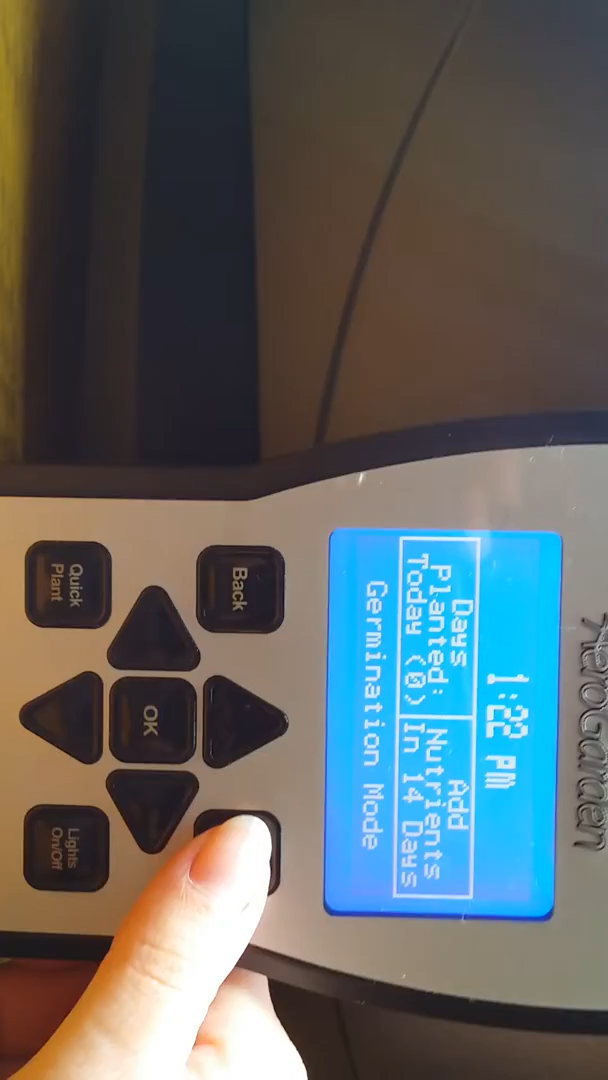 AeroGarden
1:22 PM
Days
Planted:
Today (0)
Add
Nutrients
In 14 Days
Germination Mode
Back
OK
Quick
Plant
Lights
On/Off